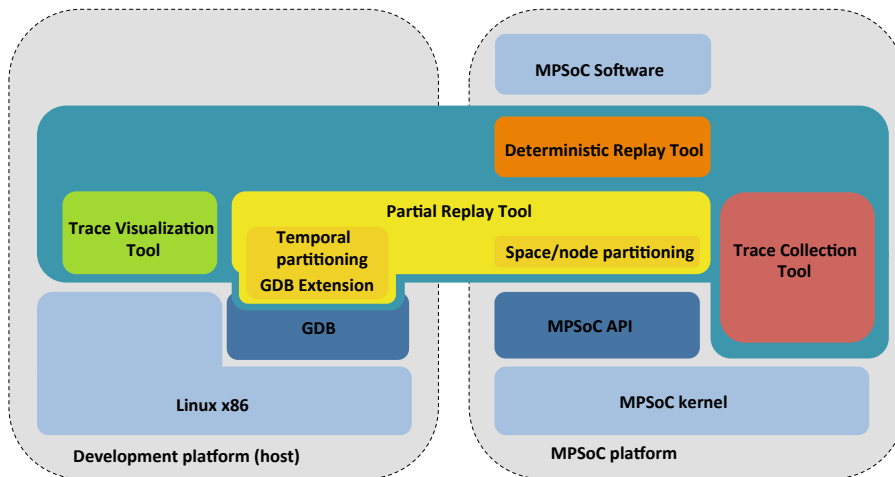 MPSoC Software
Deterministic Replay Tool
Partial Replay Tool
Trace Visualization
Tool
Temporal
partitioning
GDB Extension
Space/node partitioning
Trace Collection
Tool
GDB
MPSoC API
Linux x86
MPSoC kernel
Development platform (host)
MPSoC platform